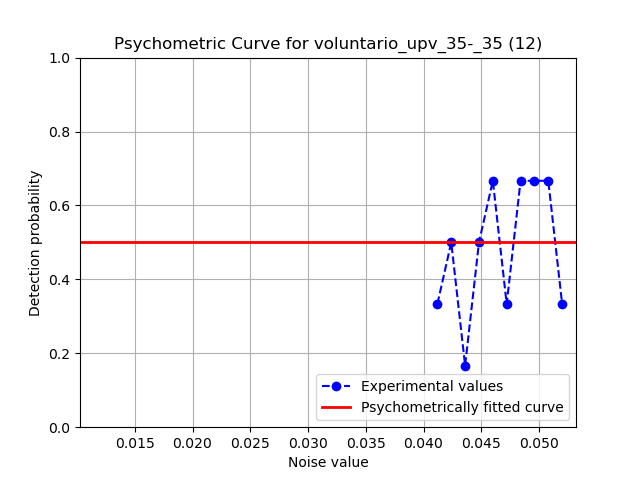 Psychometric Curve for voluntario_upv_35-_35 (12)
Detection probability
1.0
0.8
0.6
0.4
0.2
0.0
Experimental values
Psychometrically fitted curve
0.015 0.020 0.025 0.030 0.035 0.040 0.045 0.050
Noise value